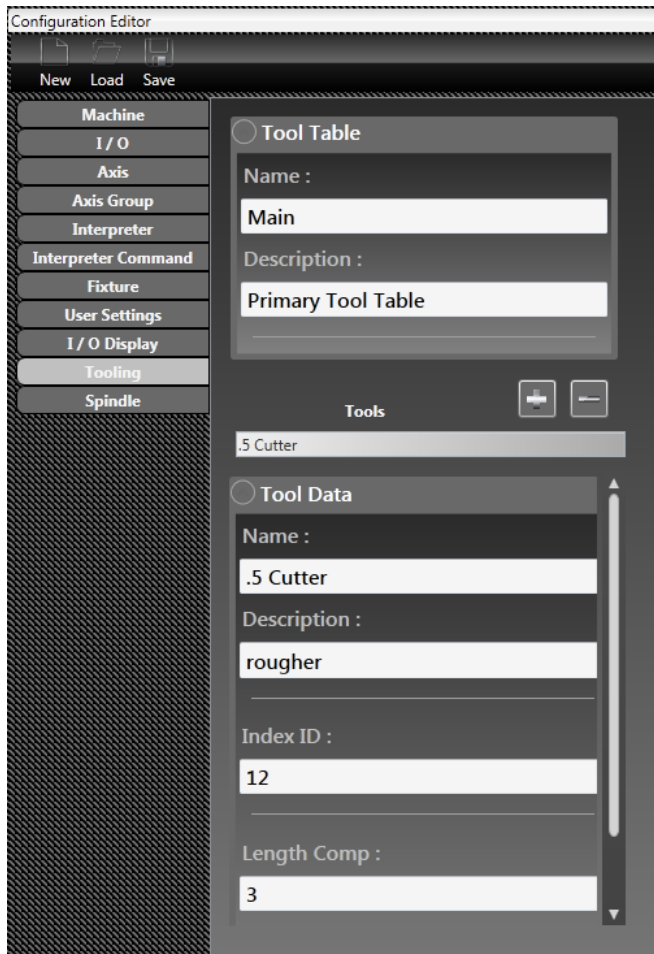 Configuration Editor
New Load Save
Machine
I / O
Axis
Axis Group
Interpreter
Interpreter Command
Fixture
User Settings
I / O Display
Tooling
Spindle
Tool Table
Name :
Main
Description :
Primary Tool Table
Tools
.5 Cutter
Tool Data
Name :
.5 Cutter
Description :
rougher
Index ID :
12
Length Comp :
3